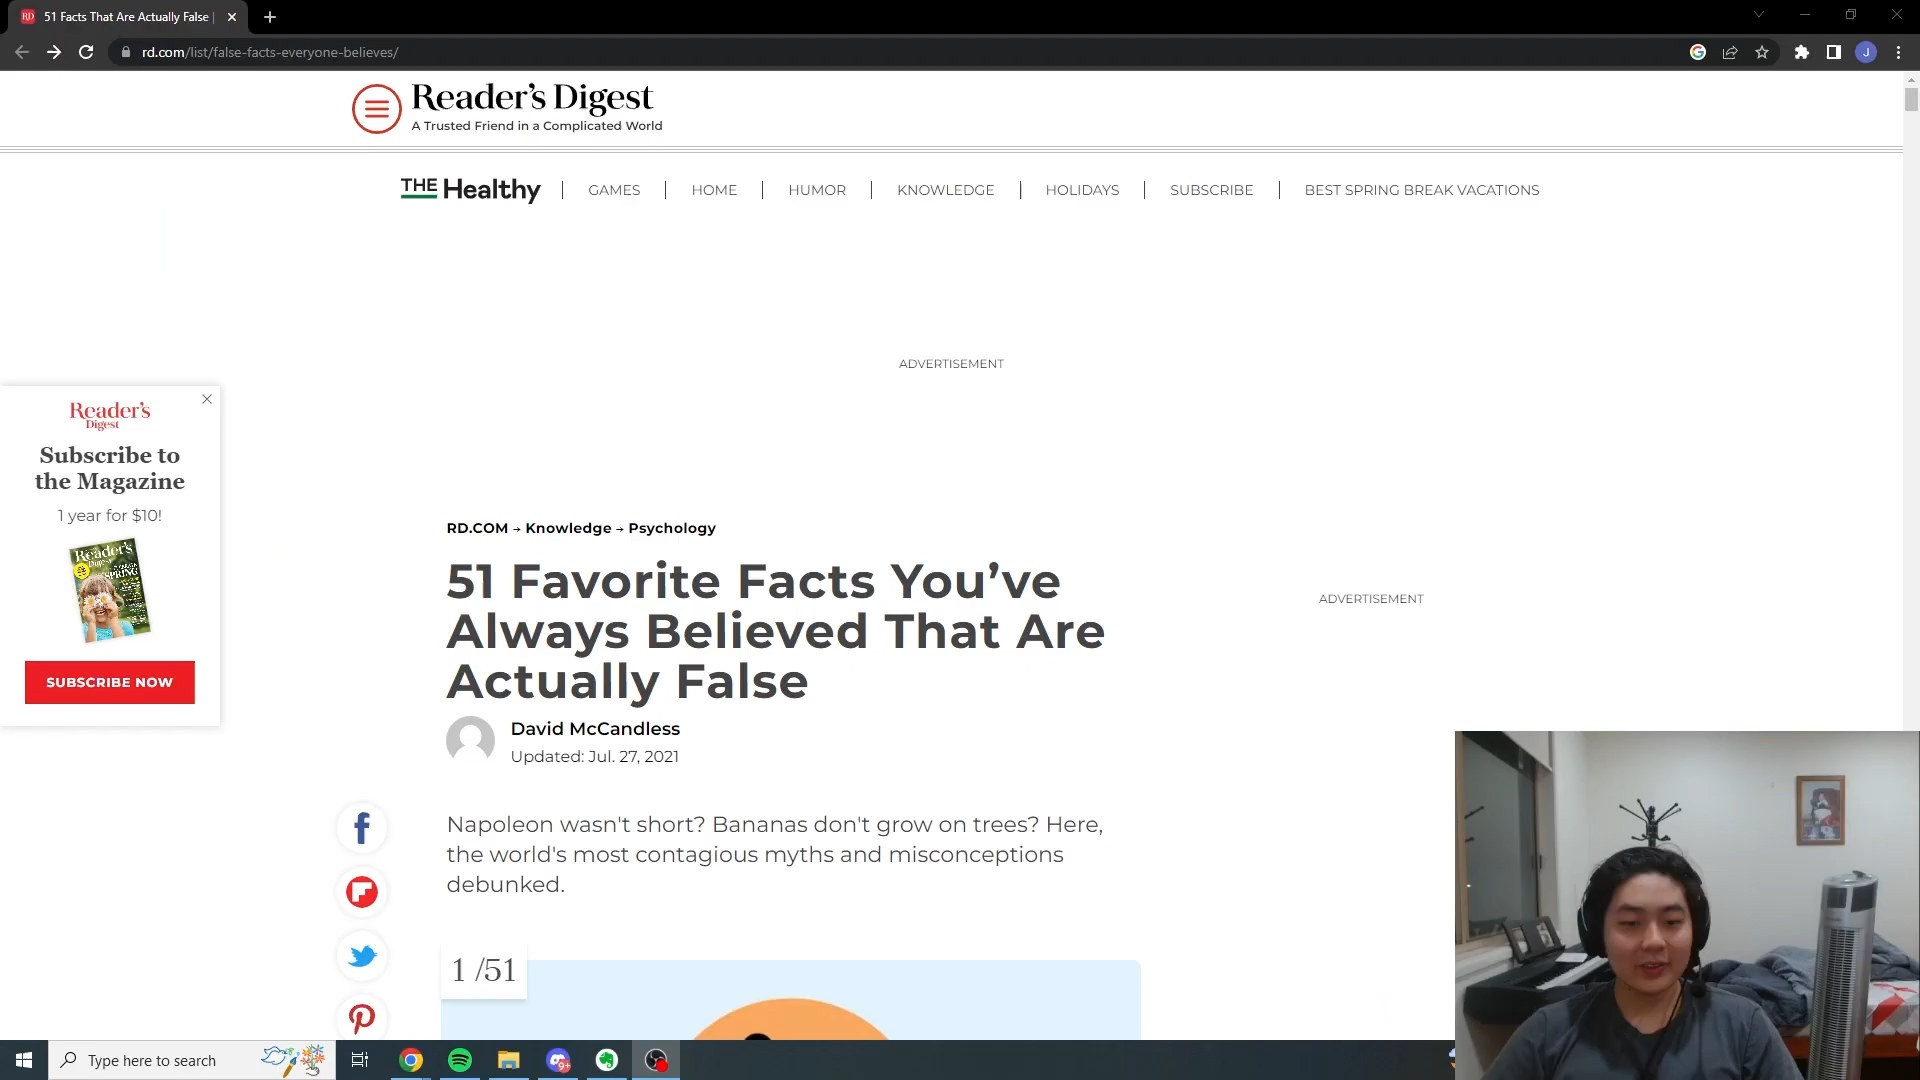 RD
51 Facts That Are Actually False |
rd.com/list/false-facts-everyone-believes/
J
Reader's Digest
A Trusted Friend in a Complicated World
THE Healthy
GAMES
HOME
HUMOR
KNOWLEDGE
HOLIDAYS
SUBSCRIBE
BEST SPRING BREAK VACATIONS
ADVERTISEMENT
Reader's
Digest
Subscribe to
the Magazine
1 year for $10!
Reader's
SPRING
SUBSCRIBE NOW
RD.COM → Knowledge → Psychology
51 Favorite Facts You’ve
Always Believed That Are
Actually False
ADVERTISEMENT
David McCandless
Updated: Jul. 27, 2021
Napoleon wasn't short? Bananas don't grow on trees? Here,
the world's most contagious myths and misconceptions
debunked.
1 /51
Type here to search
9+